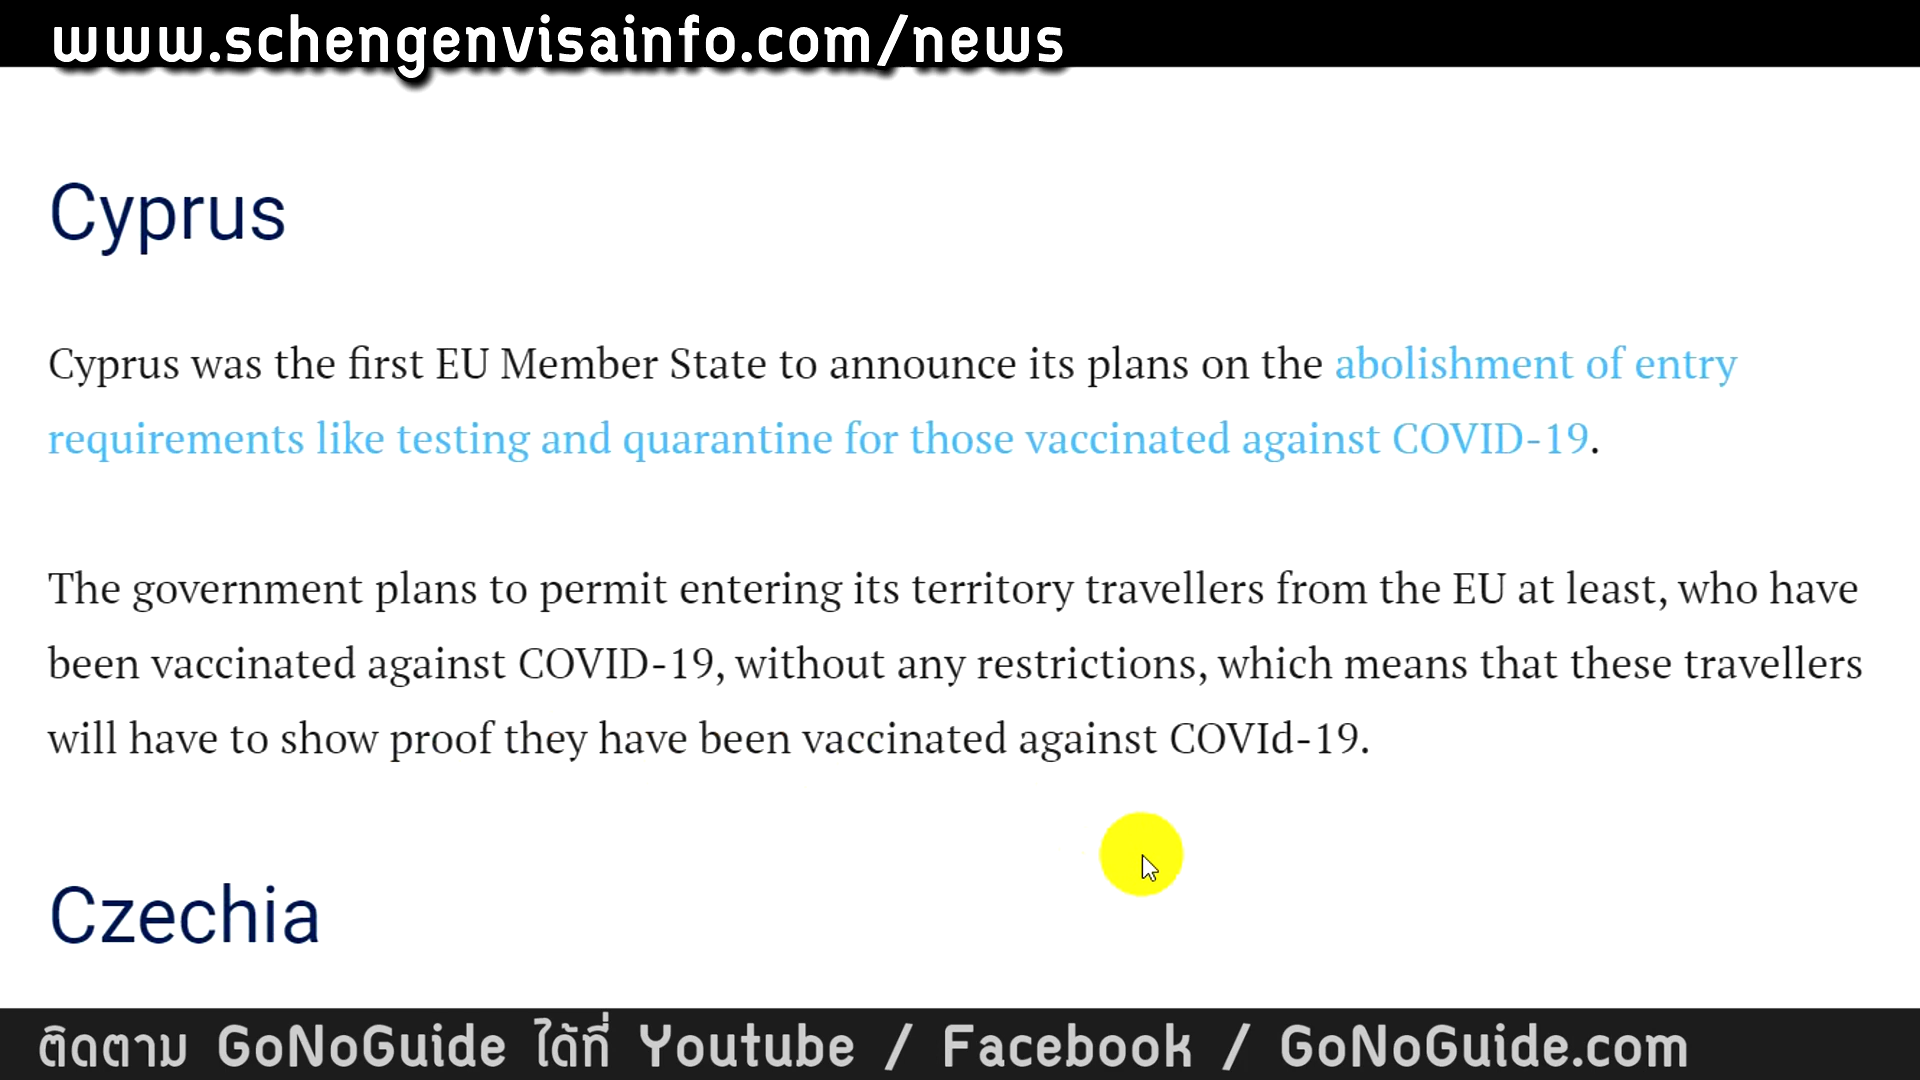 www.schengenvisainfo.com/news
Cyprus
Cyprus was the first EU Member State to announce its plans on the abolishment of entry
requirements like testing and quarantine for those vaccinated against COVID-19.
The government plans to permit entering its territory travellers from the EU at least, who have
been vaccinated against COVID-19, without any restrictions, which means that these travellers
will have to show proof they have been vaccinated against COVId-19.
Czechia
ติดตาม GoNoGuide ได้ที่ Youtube / Facebook / GoNoGuide.com